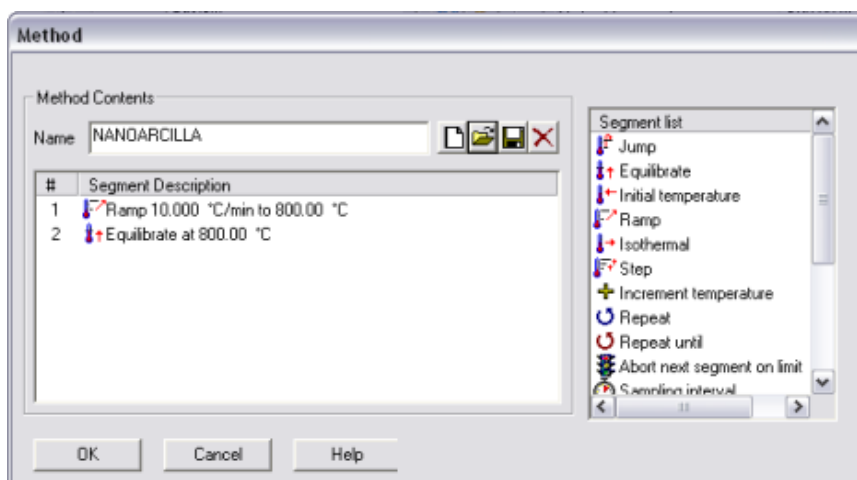 Method
Method Contents
Name NANOARCILLA
# Segment Description
1 Ramp 10.000 °C/min to 800.00 °C
2 Equilibrate at 800.00 °C
Segment list
Jump
Equilibrate
Initial temperature
Ramp
Isothermal
Step
Increment temperature
Repeat
Repeat until
Abort next segment on limit
Sampling interval
OK Cancel Help